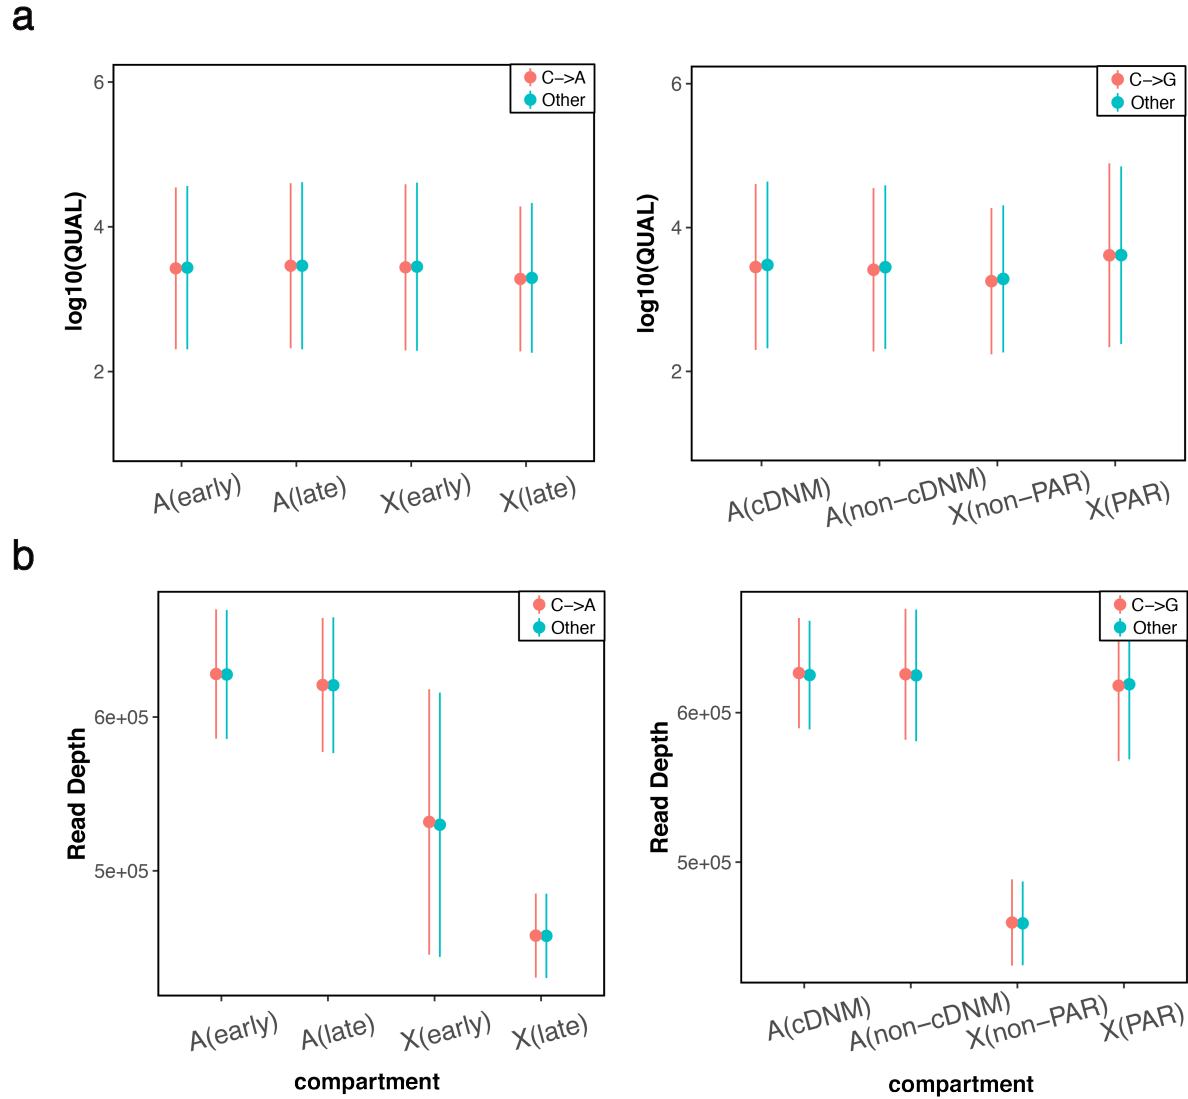 a
C−>A
Other
6
4
2
log10(QUAL)
A(early)
A(late)
X(early)
X(late)
C−>G
Other
6
4
2
log10(QUAL)
A(cDNM)
A(non−cDNM)
X(non−PAR)
X(PAR)
b
C−>A
Other
6e+05
5e+05
Read Depth
A(early)
A(late)
X(early)
X(late)
compartment
C−>G
Other
6e+05
5e+05
Read Depth
A(cDNM)
A(non−cDNM)
X(non−PAR)
X(PAR)
compartment